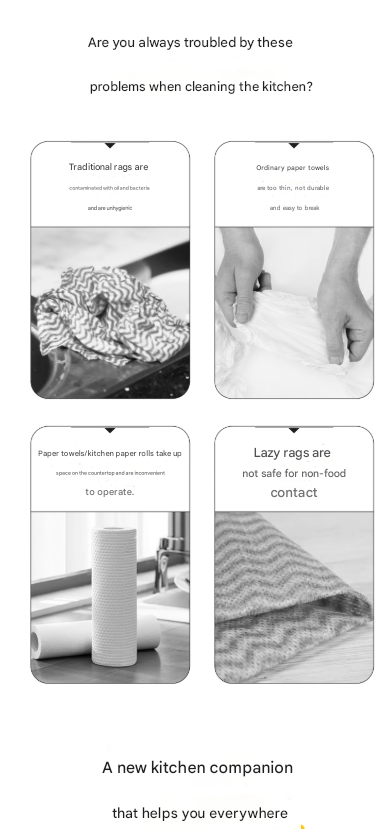 Are you always troubled by these
problems when cleaning the kitchen?
Traditional rags are
contaminated with oil and bacteria
and are unhygienic
Ordinary paper towels
are too thin, not durable
and easy to break
Paper towels/kitchen paper rolls take up
space on the countertop and are inconvenient
to operate.
Lazy rags are
not safe for non-food
contact
A new kitchen companion
that helps you everywhere